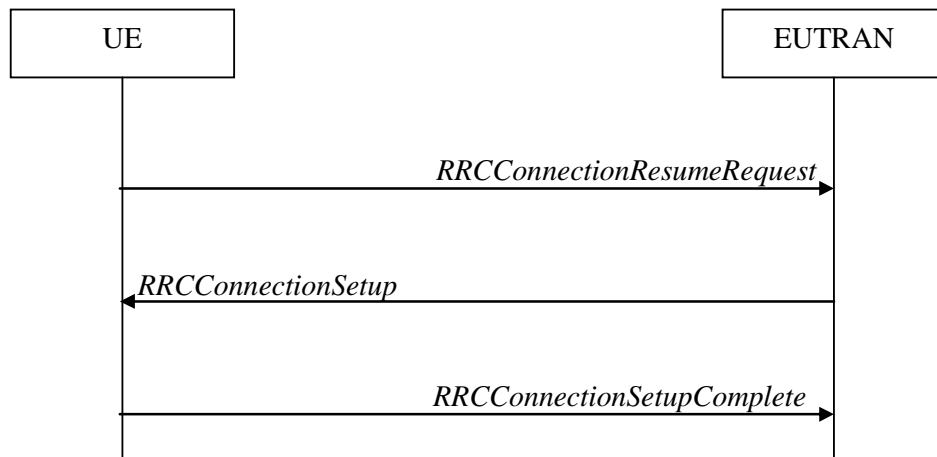 UE
EUTRAN
RRCConnectionResumeRequest
RRCConnectionSetup
RRCConnectionSetupComplete